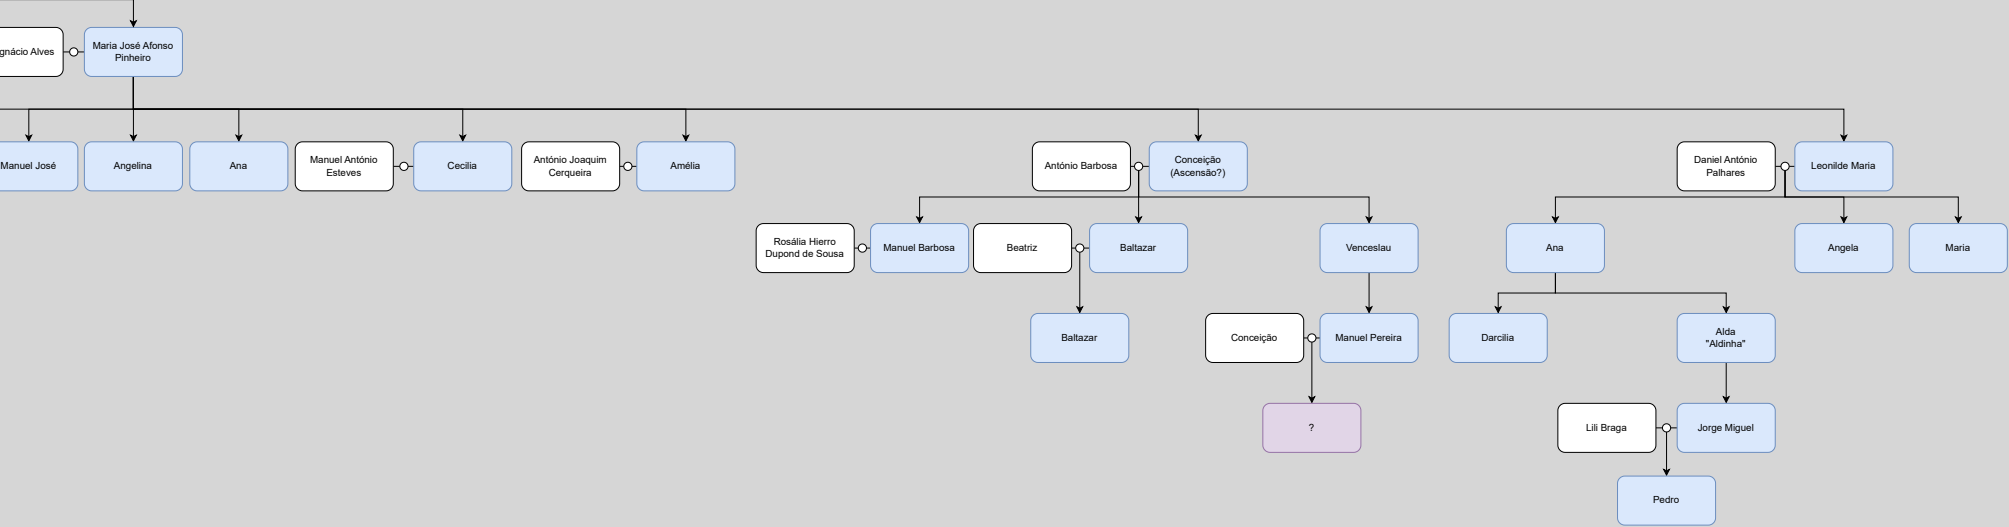 gnácio Alves
Maria José Afonso
Pinheiro
Manuel José
Angelina
Ana
Manuel António
Esteves
Cecilia
António Joaquim
Cerqueira
Amélia
António Barbosa
Conceição
(Ascensão?)
Daniel António
Palhares
Leonilde Maria
Rosália Hierro
Dupond de Sousa
Manuel Barbosa
Beatriz
Baltazar
Venceslau
Ana
Angela
Maria
Baltazar
Conceição
Manuel Pereira
Darcilia
Alda
"Aldinha"
?
Lili Braga
Jorge Miguel
Pedro